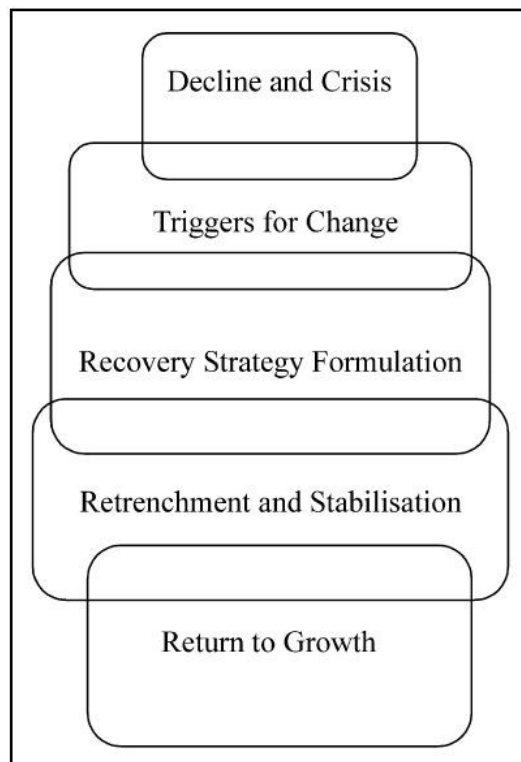 Decline and Crisis
Triggers for Change
Recovery Strategy Formulation
Retrenchment and Stabilisation
Return to Growth